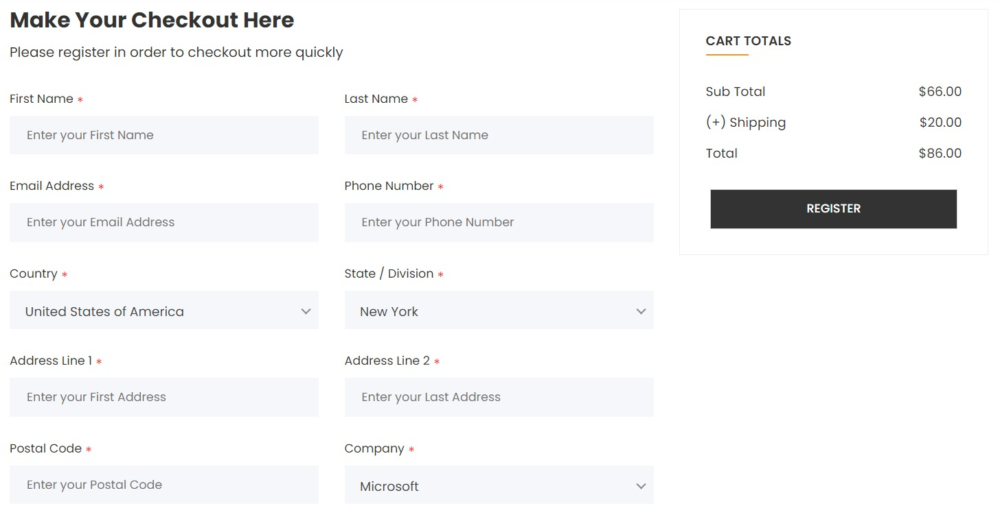 Make Your Checkout Here
Please register in order to checkout more quickly
First Name *
Last Name *
Enter your First Name
Enter your Last Name
Email Address *
Phone Number *
Enter your Email Address
Enter your Phone Number
Country *
State / Division *
United States of America
New York
Address Line 1 *
Address Line 2 *
Enter your First Address
Enter your Last Address
Postal Code *
Company *
Enter your Postal Code
Microsoft
CART TOTALS
Sub Total $66.00
(+) Shipping $20.00
Total $86.00
REGISTER